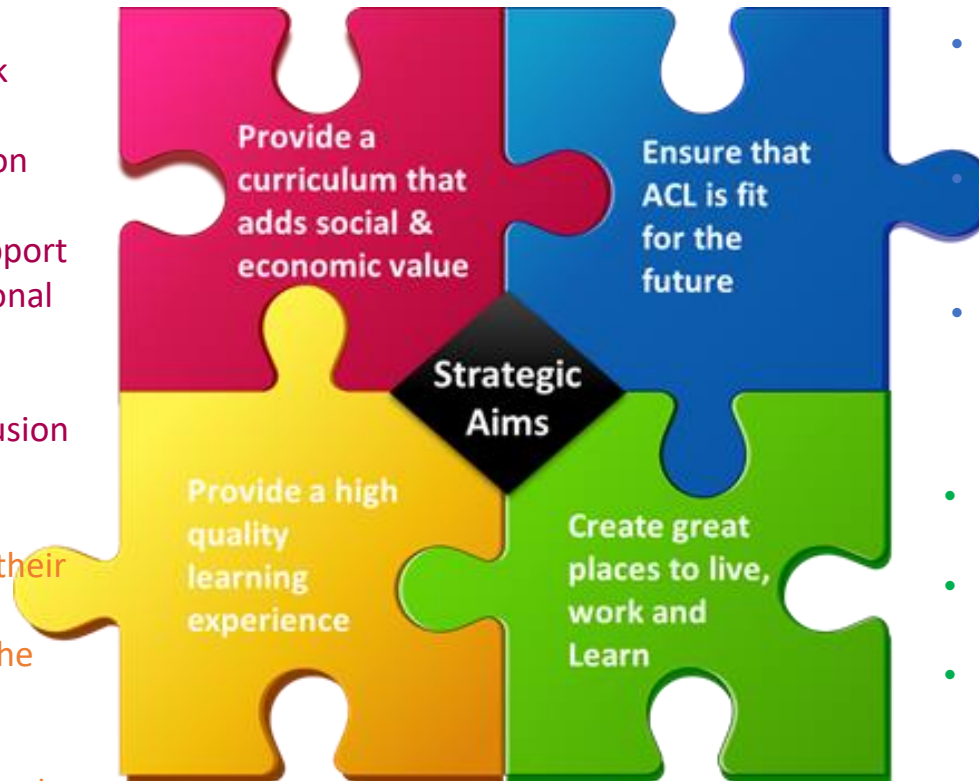 Provide a
curriculum that
adds social &
economic value
Ensure that
ACL is fit
for the
future
Strategic
Aims
Provide a high
quality
learning
experience
Create great
places to live,
work and
Learn
their